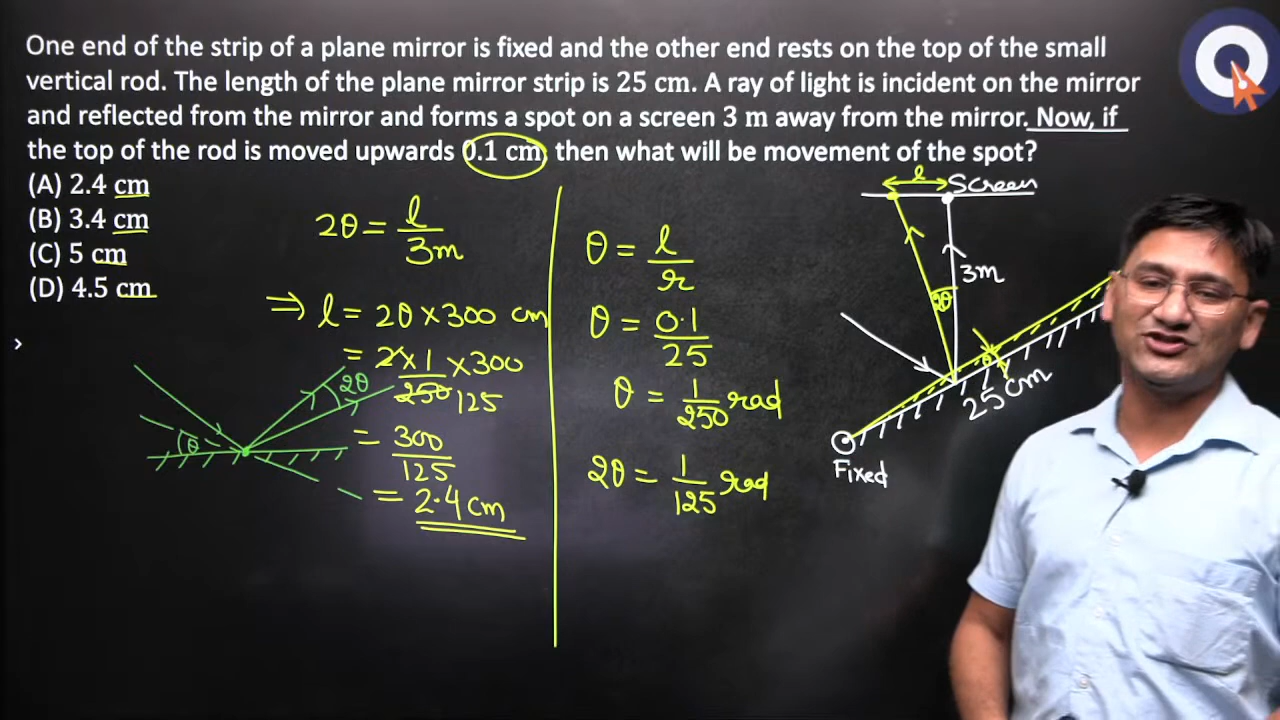 One end of the strip of a plane mirror is fixed and the other end rests on the top of the small
vertical rod. The length of the plane mirror strip is 25 cm. A ray of light is incident on the mirror
and reflected from the mirror and forms a spot on a screen 3 m away from the mirror. Now, if
the top of the rod is moved upwards 0.1 cm, then what will be movement of the spot?
(A) 2.4 cm
(B) 3.4 cm
(C) 5 cm
(D) 4.5 cm
2θ = l/3m
⇒ l = 2θ × 300 cm
= 2×1/250 × 300
125
= 300/125
= 2.4 cm
2θ
θ
θ = l/r
θ = 0.1/25
θ = 1/250 rad
2θ = 1/125 rad
l
Screen
3m
2θ
θ
25 cm
Fixed